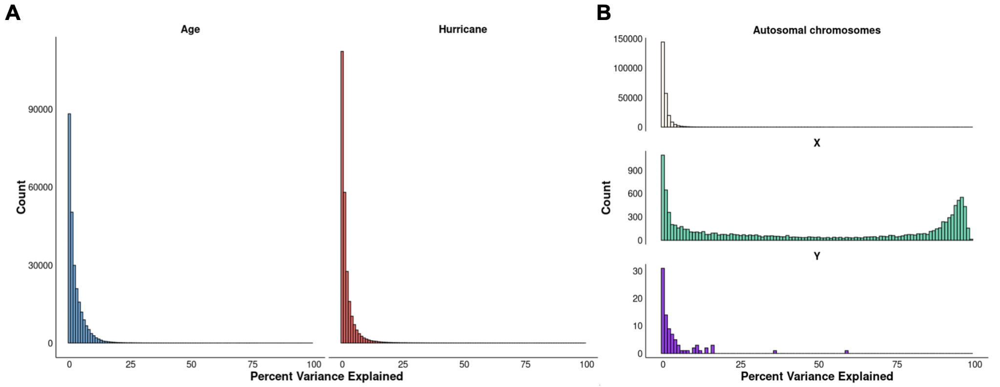 A
Age
Hurricane
Count
90000
60000
30000
0
0 25 50 75 100
0 25 50 75 100
Percent Variance Explained
B
Autosomal chromosomes
150000
100000
50000
0
X
Count
900
600
300
0
Y
30
20
10
0
0 25 50 75 100
Percent Variance Explained